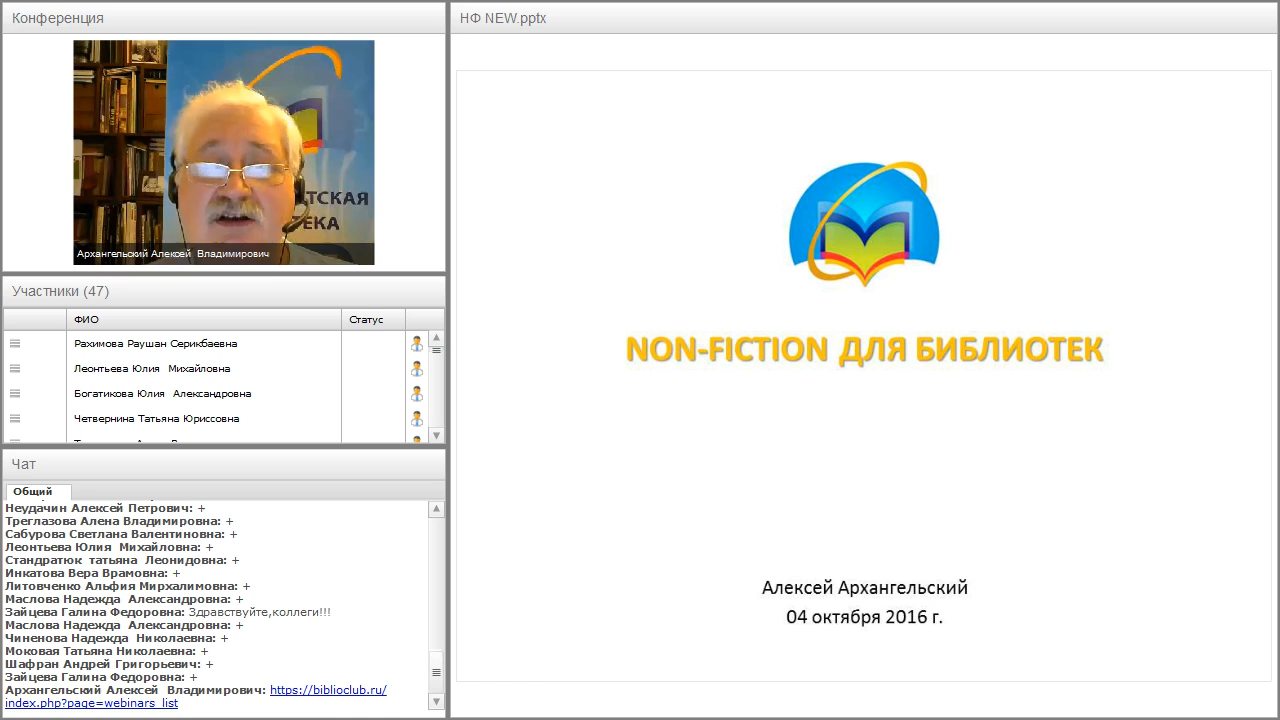 Конференция
ТСКАЯ
ТЕКА
Архангельский Алексей Владимирович
Участники (47)
ФИО Статус
Рахимова Раушан Серикбаевна
Леонтьева Юлия Михайловна
Богатикова Юлия Александровна
Четвернина Татьяна Юриссовна
Чат
Общий
Неудачин Алексей Петрович: +
Треглазова Алена Владимировна: +
Сабурова Светлана Валентиновна: +
Леонтьева Юлия Михайловна: +
Стандратюк татьяна Леонидовна: +
Инкатова Вера Врамовна: +
Литовченко Альфия Мирхалимовна: +
Маслова Надежда Александровна: +
Зайцева Галина Федоровна: Здравствуйте,коллеги!!!
Маслова Надежда Александровна: +
Чиненова Надежда Николаевна: +
Моковая Татьяна Николаевна: +
Шафран Андрей Григорьевич: +
Зайцева Галина Федоровна: +
Архангельский Алексей Владимирович: https://biblioclub.ru/
index.php?page=webinars_list
НФ NEW.pptx
NON-FICTION ДЛЯ БИБЛИОТЕК
Алексей Архангельский
04 октября 2016 г.